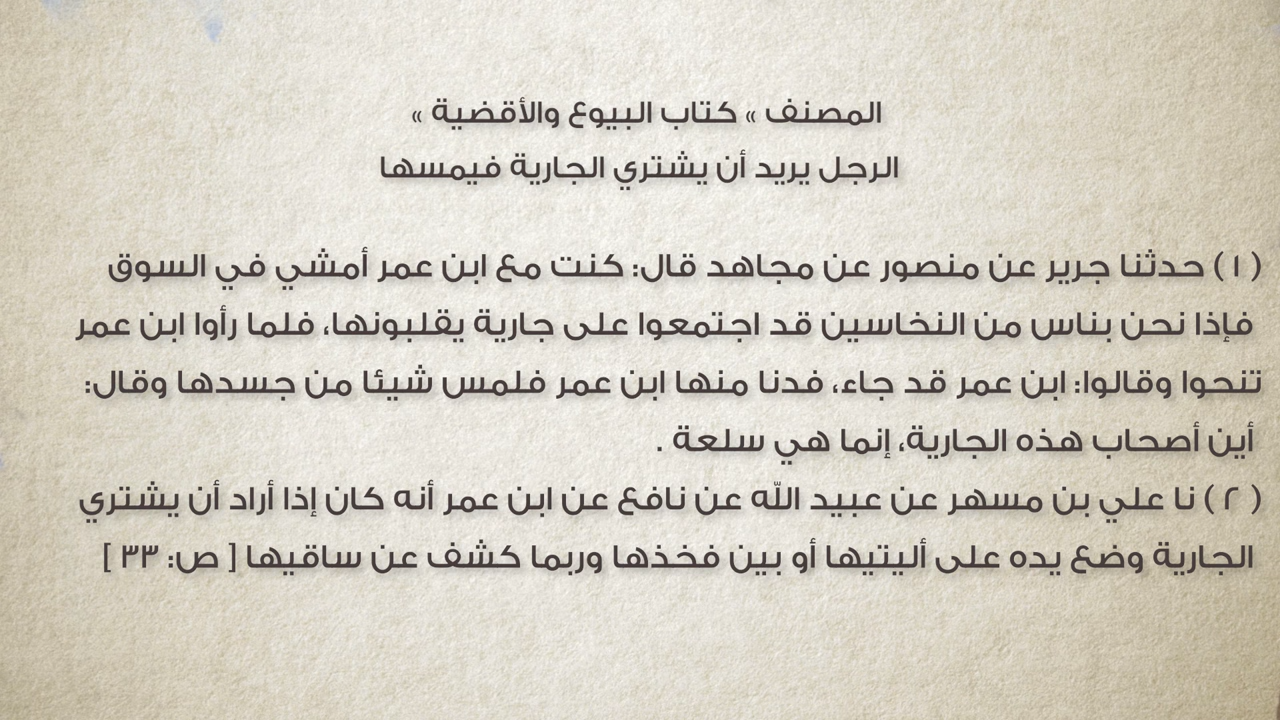 المصنف » كتاب البيوع والأقضية »
الرجل يريد أن يشتري الجارية فيمسها
( ١ ) حدثنا جرير عن منصور عن مجاهد قال: كنت مع ابن عمر أمشي في السوق
فإذا نحن بناس من النخاسين قد اجتمعوا على جارية يقلبونها، فلما رأوا ابن عمر
تنحوا وقالوا: ابن عمر قد جاء، فدنا منها ابن عمر فلمس شيئا من جسدها وقال:
أين أصحاب هذه الجارية، إنما هي سلعة .
( ٢ ) نا علي بن مسهر عن عبيد الله عن نافع عن ابن عمر أنه كان إذا أراد أن يشتري
الجارية وضع يده على أليتيها أو بين فخذها وربما كشف عن ساقيها [ ص: ٣٣ ]